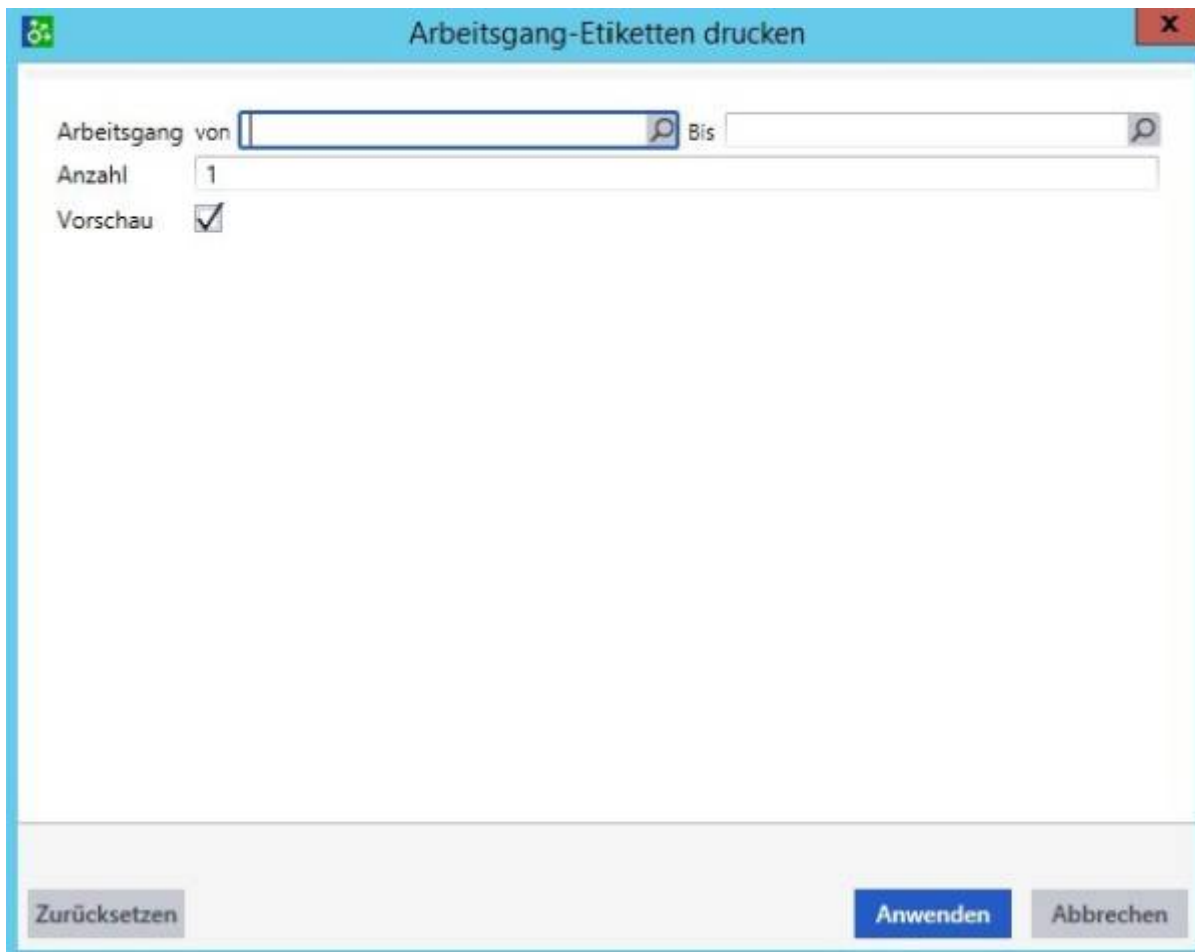 Arbeitsgang-Etiketten drucken
x
Arbeitsgang von Bis
Anzahl 1
Vorschau
Zurücksetzen Anwenden Abbrechen